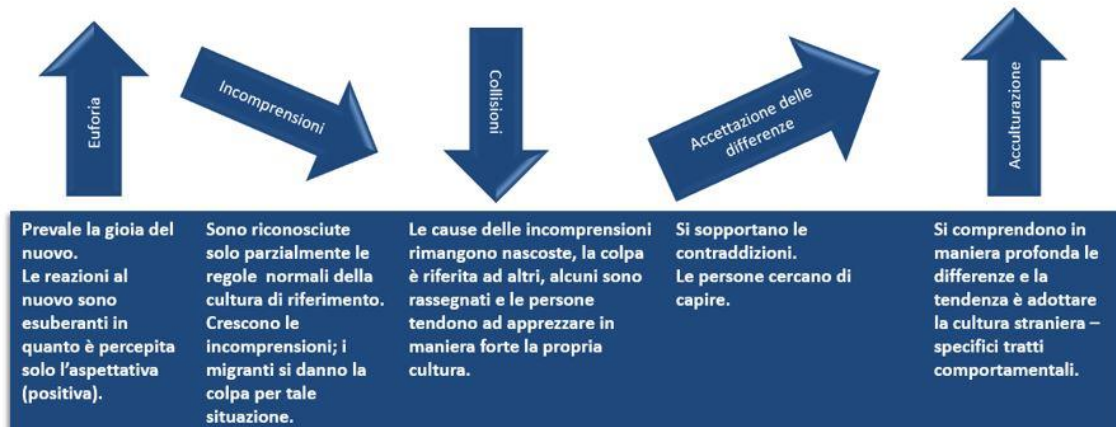 Euforia
Incomprensioni
Collisioni
Accettazione delle
differenze
Acculturazione
Prevale la gioia del
nuovo.
Le reazioni al
nuovo sono
esuberanti in
quanto è percepita
solo l'aspettativa
(positiva).
Sono riconosciute
solo parzialmente le
regole normali della
cultura di riferimento.
Crescono le
incomprensioni; i
migranti si danno la
colpa per tale
situazione.
Le cause delle incomprensioni
rimangono nascoste, la colpa
è riferita ad altri, alcuni sono
rassegnati e le persone
tendono ad apprezzare in
maniera forte la propria
cultura.
Si sopportano le
contraddizioni.
Le persone cercano di
capire.
Si comprendono in
maniera profonda le
differenze e la
tendenza è adottare
la cultura straniera –
specifici tratti
comportamentali.